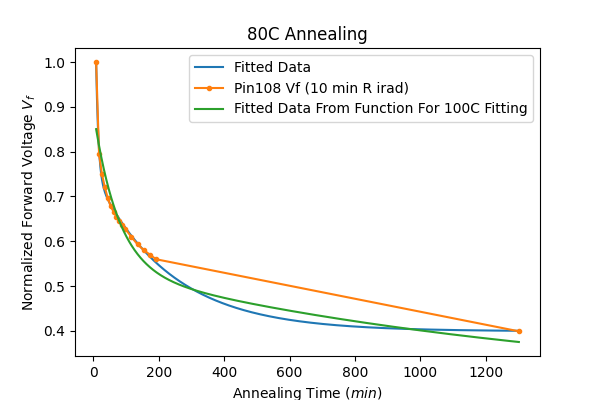 80C Annealing
Fitted Data
Pin108 Vf (10 min R irad)
Fitted Data From Function For 100C Fitting
Normalized Forward Voltage V_f
1.0
0.9
0.8
0.7
0.6
0.5
0.4
0 200 400 600 800 1000 1200
Annealing Time (min)